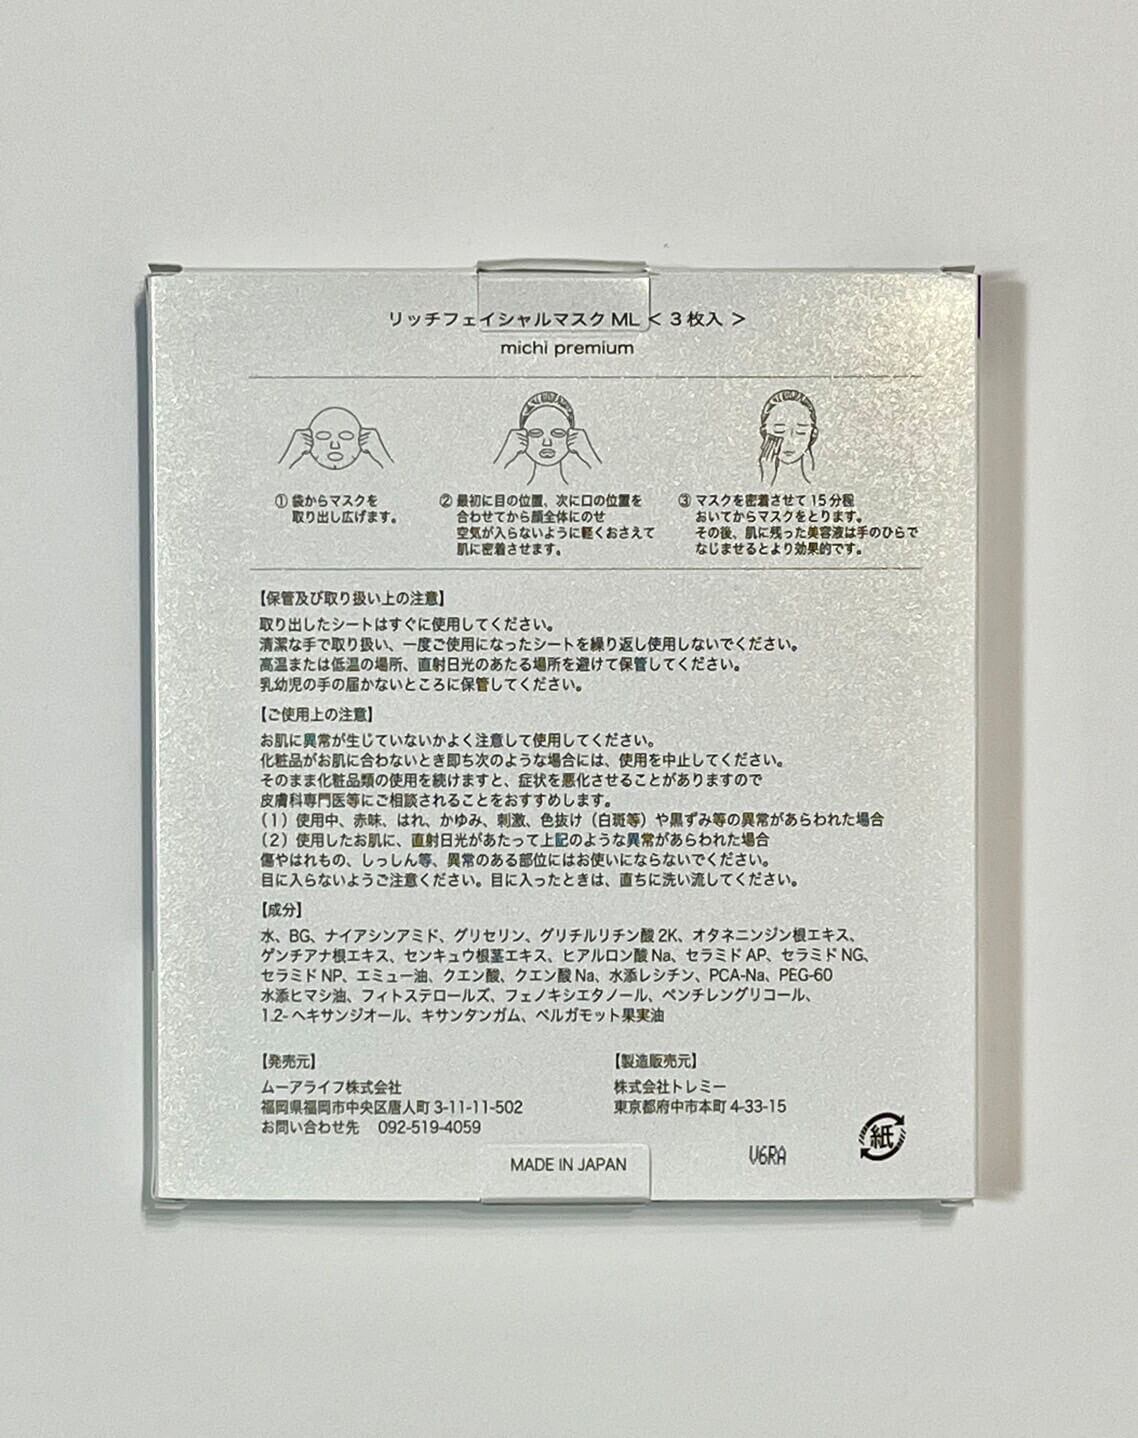 リッチフェイシャルマスク ML < 3 枚入 >
michi premium
① 袋からマスクを
取り出し広げます。
② 最初に目の位置、次に口の位置を
合わせてから顔全体にのせ
空気が入らないように軽くおさえて
肌に密着させます。
③ マスクを密着させて 15 分程
おいてからマスクをとります。
その後、肌に残った美容液は手のひらで
なじませるとより効果的です。
【保管及び取り扱い上の注意】
取り出したシートはすぐに使用してください。
清潔な手で取り扱い、一度ご使用になったシートを繰り返し使用しないでください。
高温または低温の場所、直射日光のあたる場所を避けて保管してください。
乳幼児の手の届かないところに保管してください。
【ご使用上の注意】
お肌に異常が生じていないかよく注意して使用してください。
化粧品がお肌に合わないとき即ち次のような場合には、使用を中止してください。
そのまま化粧品類の使用を続けますと、症状を悪化させることがありますので
皮膚科専門医等にご相談されることをおすすめします。
（1）使用中、赤味、はれ、かゆみ、刺激、色抜け（白斑等）や黒ずみ等の異常があらわれた場合
（2）使用したお肌に、直射日光があたって上記のような異常があらわれた場合
傷やはれもの、しっしん等、異常のある部位にはお使いにならないでください。
目に入らないようご注意ください。目に入ったときは、直ちに洗い流してください。
【成分】
水、BG、ナイアシンアミド、グリセリン、グリチルリチン酸 2K、オタネニンジン根エキス、
ゲンチアナ根エキス、センキュウ根茎エキス、ヒアルロン酸 Na、セラミド AP、セラミド NG、
セラミド NP、エミュー油、クエン酸、クエン酸 Na、水添レシチン、PCA-Na、PEG-60
水添ヒマシ油、フィトステロールズ、フェノキシエタノール、ペンチレングリコール、
1.2- ヘキサンジオール、キサンタンガム、ベルガモット果実油
【発売元】
ムーアライフ株式会社
福岡県福岡市中央区唐人町 3-11-11-502
お問い合わせ先 092-519-4059
【製造販売元】
株式会社トレミー
東京都府中市本町 4-33-15
紙
MADE IN JAPAN
V6RA